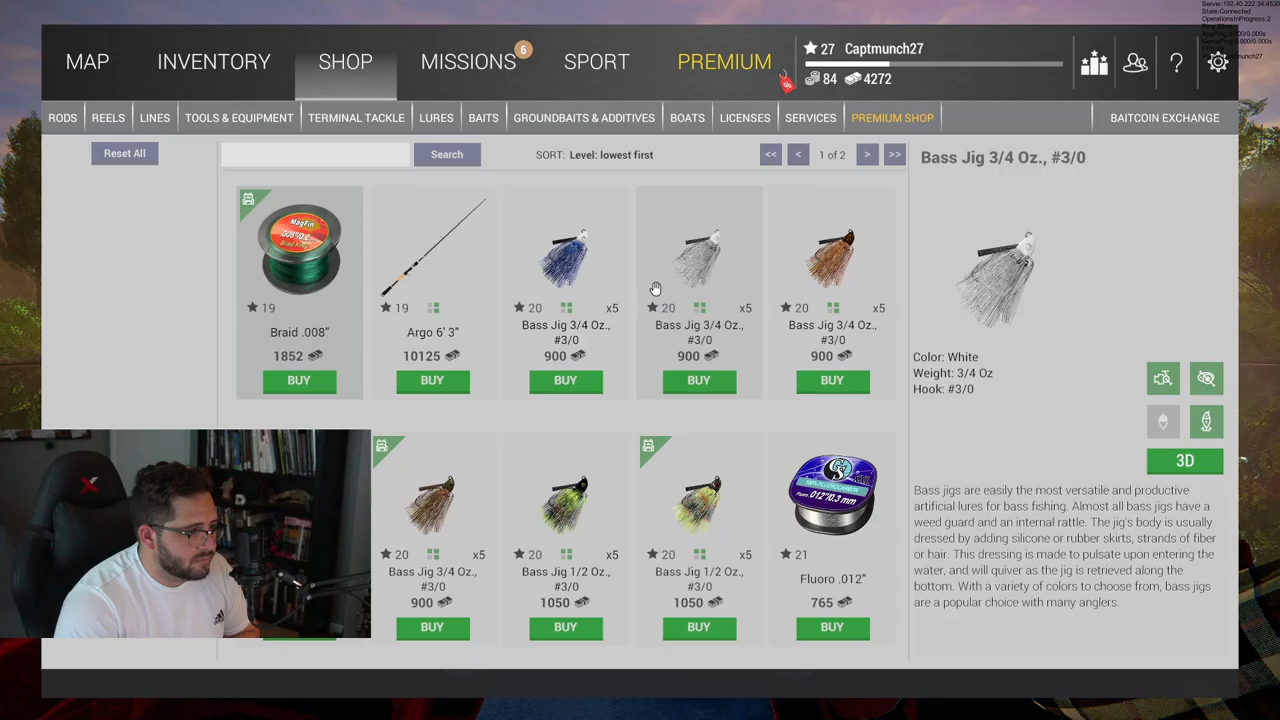 Server:192.40.222.34:4530
State:Connected
OperationsInProgress:2
MAP
INVENTORY
SHOP
MISSIONS
6
SPORT
PREMIUM
27 Captmunch27
84 4272
?
RODS
REELS
LINES
TOOLS & EQUIPMENT
TERMINAL TACKLE
LURES
BAITS
GROUNDBAITS & ADDITIVES
BOATS
LICENSES
SERVICES
PREMIUM SHOP
BAITCOIN EXCHANGE
Reset All
Search
SORT: Level: lowest first
<<
<
1 of 2
>
>>
MagFin
19
Braid .008"
1852
BUY
19
Argo 6' 3"
10125
BUY
20 x5
Bass Jig 3/4 Oz.,
#3/0
900
BUY
20 x5
Bass Jig 3/4 Oz.,
#3/0
900
BUY
20 x5
Bass Jig 3/4 Oz.,
#3/0
900
BUY
20 x5
Bass Jig 3/4 Oz.,
#3/0
900
BUY
20 x5
Bass Jig 1/2 Oz.,
#3/0
1050
BUY
20 x5
Bass Jig 1/2 Oz.,
#3/0
1050
BUY
21
Fluoro .012"
765
BUY
Bass Jig 3/4 Oz., #3/0
Color: White
Weight: 3/4 Oz
Hook: #3/0
3D
Bass jigs are easily the most versatile and productive
artificial lures for bass fishing. Almost all bass jigs have a
weed guard and an internal rattle. The jig's body is usually
dressed by adding silicone or rubber skirts, strands of fiber
or hair. This dressing is made to pulsate upon entering the
water, and will quiver as the jig is retrieved along the
bottom. With a variety of colors to choose from, bass jigs
are a popular choice with many anglers.